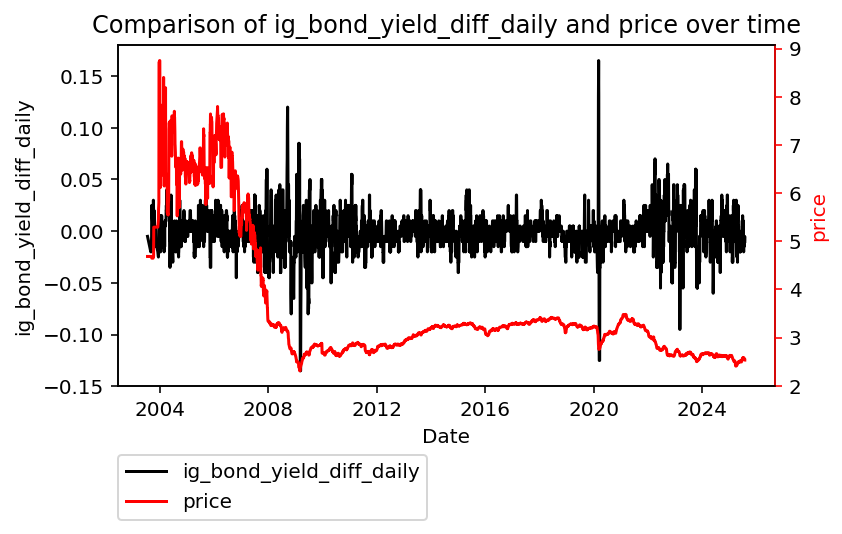 Comparison of ig_bond_yield_diff_daily and price over time
ig_bond_yield_diff_daily
0.15
0.10
0.05
0.00
−0.05
−0.10
−0.15
9
8
7
6
5
4
3
2
price
2004 2008 2012 2016 2020 2024
Date
ig_bond_yield_diff_daily
price